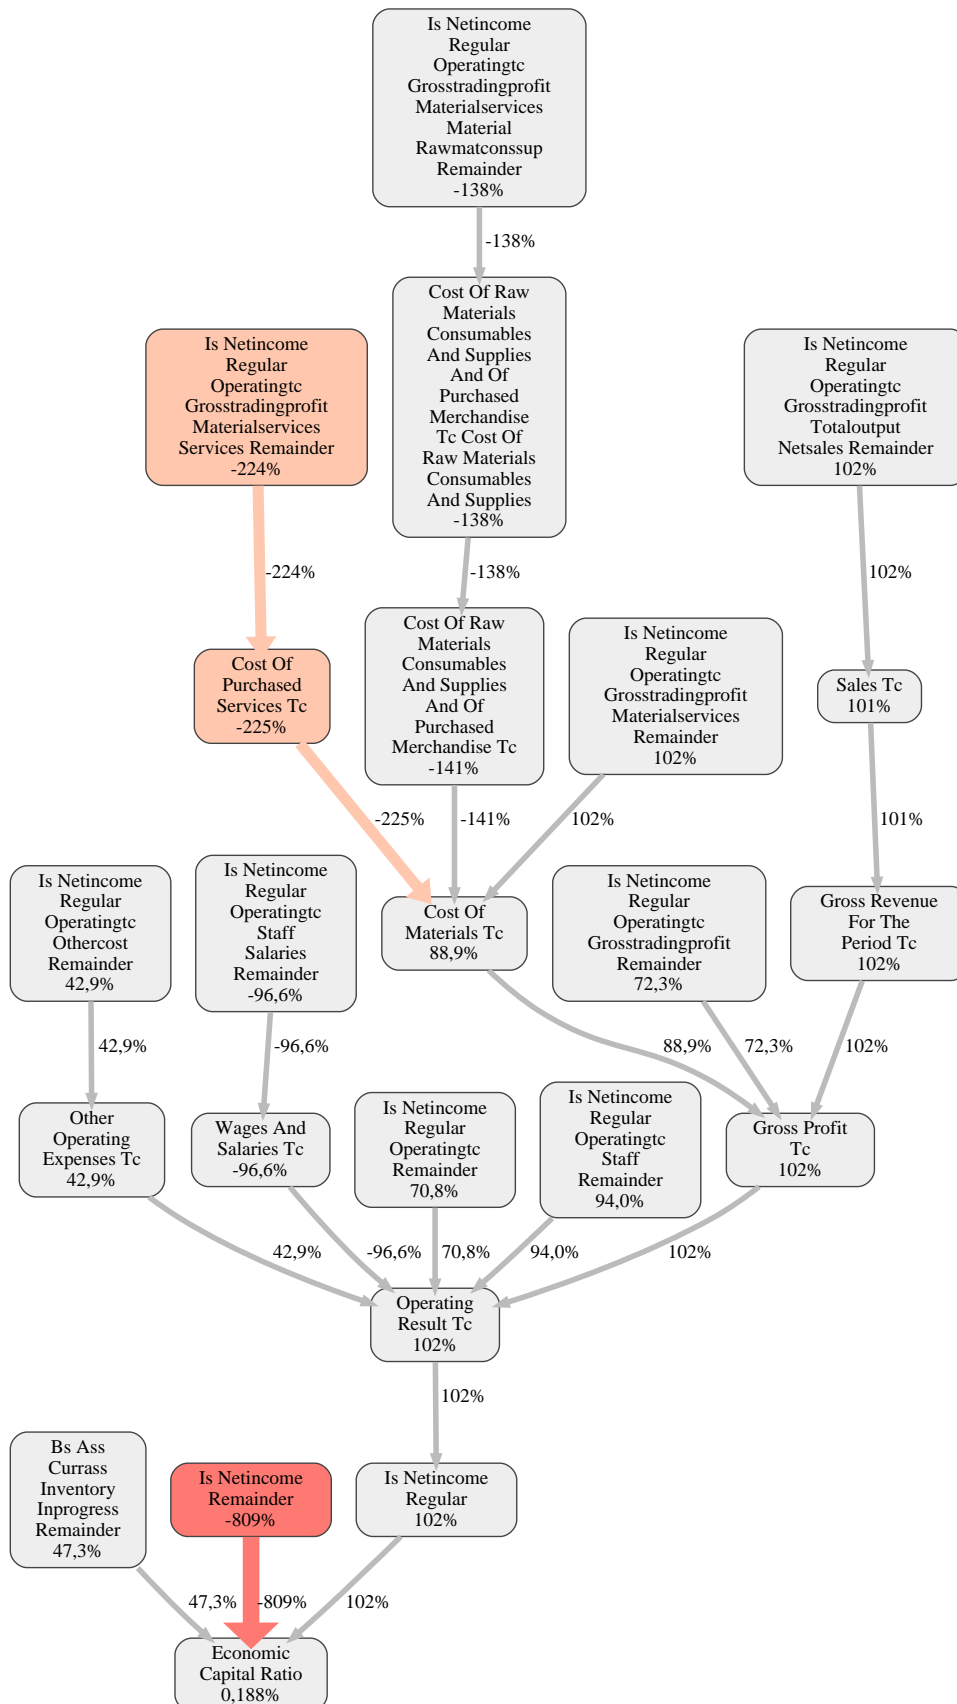 Is Netincome
Regular
Operatingtc
Grosstradingprofit
Materialservices
Material
Rawmatconssup
Remainder
-138%
-138%
Cost Of Raw
Materials
Consumables
And Supplies
And Of
Purchased
Merchandise
Tc Cost Of
Raw Materials
Consumables
And Supplies
-138%
Is Netincome
Regular
Operatingtc
Grosstradingprofit
Materialservices
Services Remainder
-224%
Is Netincome
Regular
Operatingtc
Grosstradingprofit
Totaloutput
Netsales Remainder
102%
-224%
-138%
102%
Cost Of
Purchased
Services Tc
-225%
Cost Of Raw
Materials
Consumables
And Supplies
And Of
Purchased
Merchandise Tc
-141%
Is Netincome
Regular
Operatingtc
Grosstradingprofit
Materialservices
Remainder
102%
Sales Tc
101%
-225%
-141%
102%
101%
Is Netincome
Regular
Operatingtc
Othercost
Remainder
42,9%
Is Netincome
Regular
Operatingtc
Staff
Salaries
Remainder
-96,6%
Cost Of
Materials Tc
88,9%
Is Netincome
Regular
Operatingtc
Grosstradingprofit
Remainder
72,3%
Gross Revenue
For The
Period Tc
102%
42,9%
-96,6%
88,9%
72,3%
102%
Other
Operating
Expenses Tc
42,9%
Wages And
Salaries Tc
-96,6%
Is Netincome
Regular
Operatingtc
Remainder
70,8%
Is Netincome
Regular
Operatingtc
Staff
Remainder
94,0%
Gross Profit
Tc
102%
42,9%
-96,6%
70,8%
94,0%
102%
Operating
Result Tc
102%
102%
Bs Ass
Currass
Inventory
Inprogress
Remainder
47,3%
Is Netincome
Remainder
-809%
Is Netincome
Regular
102%
47,3%
-809%
102%
Economic
Capital Ratio
0,188%